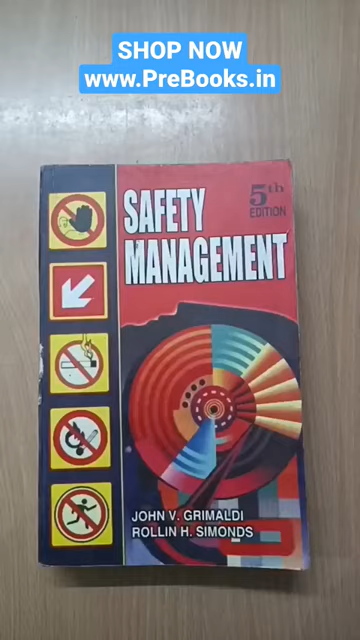 SHOP NOW
www.PreBooks.in
5th
EDITION
SAFETY
MANAGEMENT
JOHN V. GRIMALDI
ROLLIN H. SIMONDS